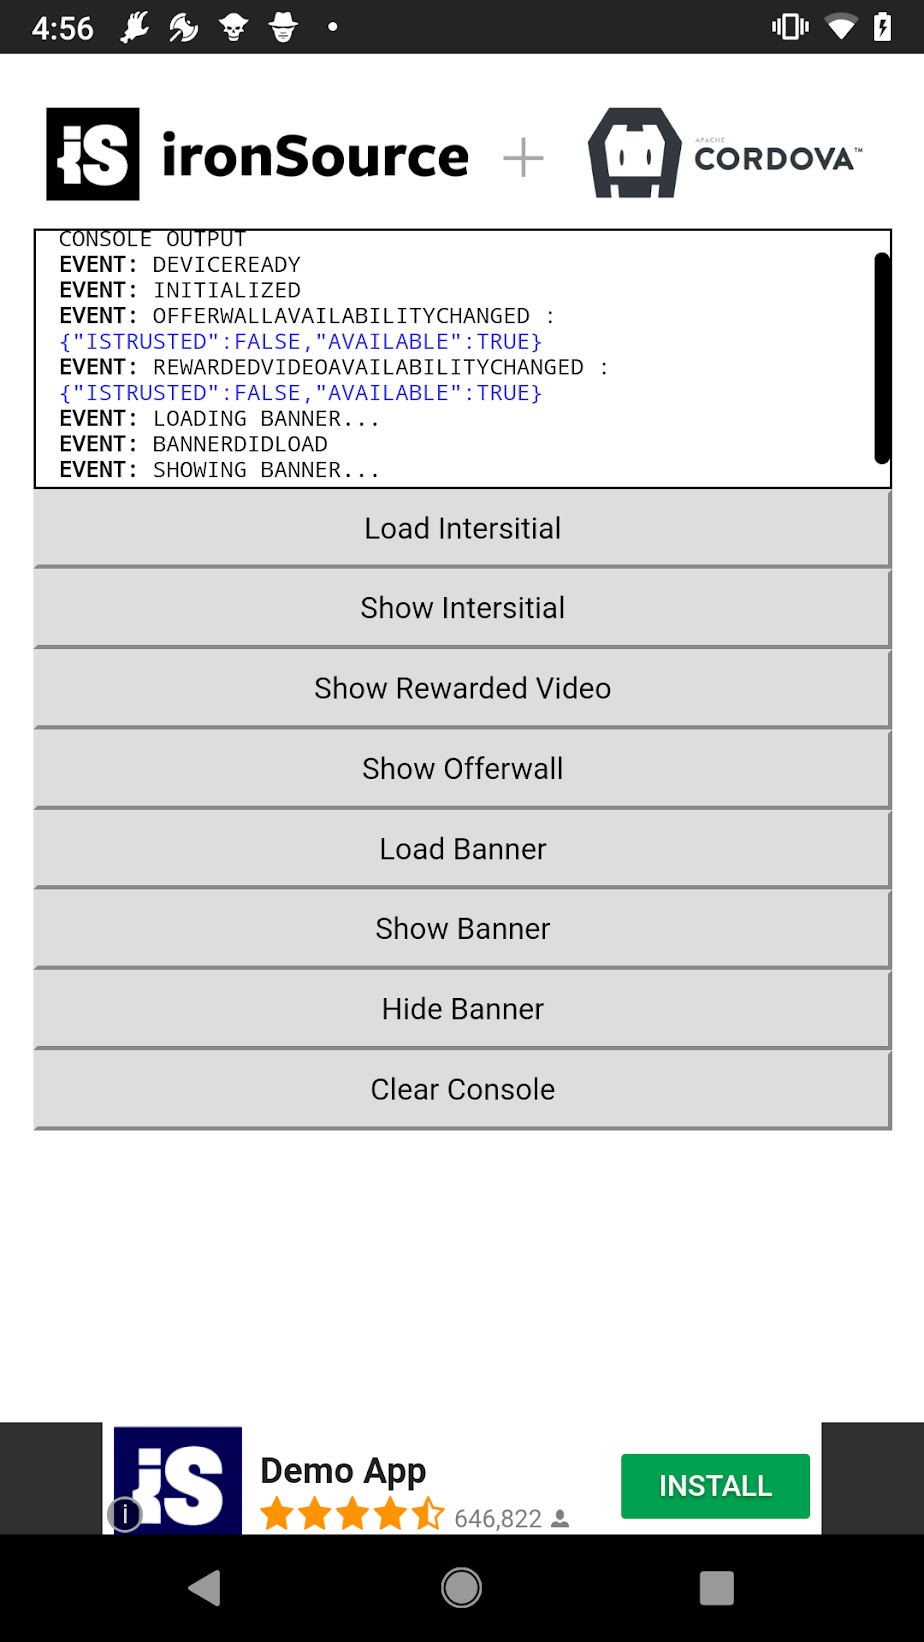 4:56
iS ironSource + APACHE CORDOVA™
CONSOLE OUTPUT
EVENT: DEVICEREADY
EVENT: INITIALIZED
EVENT: OFFERWALLAVAILABILITYCHANGED :
{"ISTRUSTED":FALSE,"AVAILABLE":TRUE}
EVENT: REWARDEDVIDEOAVAILABILITYCHANGED :
{"ISTRUSTED":FALSE,"AVAILABLE":TRUE}
EVENT: LOADING BANNER...
EVENT: BANNERDIDLOAD
EVENT: SHOWING BANNER...
Load Intersitial
Show Intersitial
Show Rewarded Video
Show Offerwall
Load Banner
Show Banner
Hide Banner
Clear Console
iS
Demo App
646,822
INSTALL